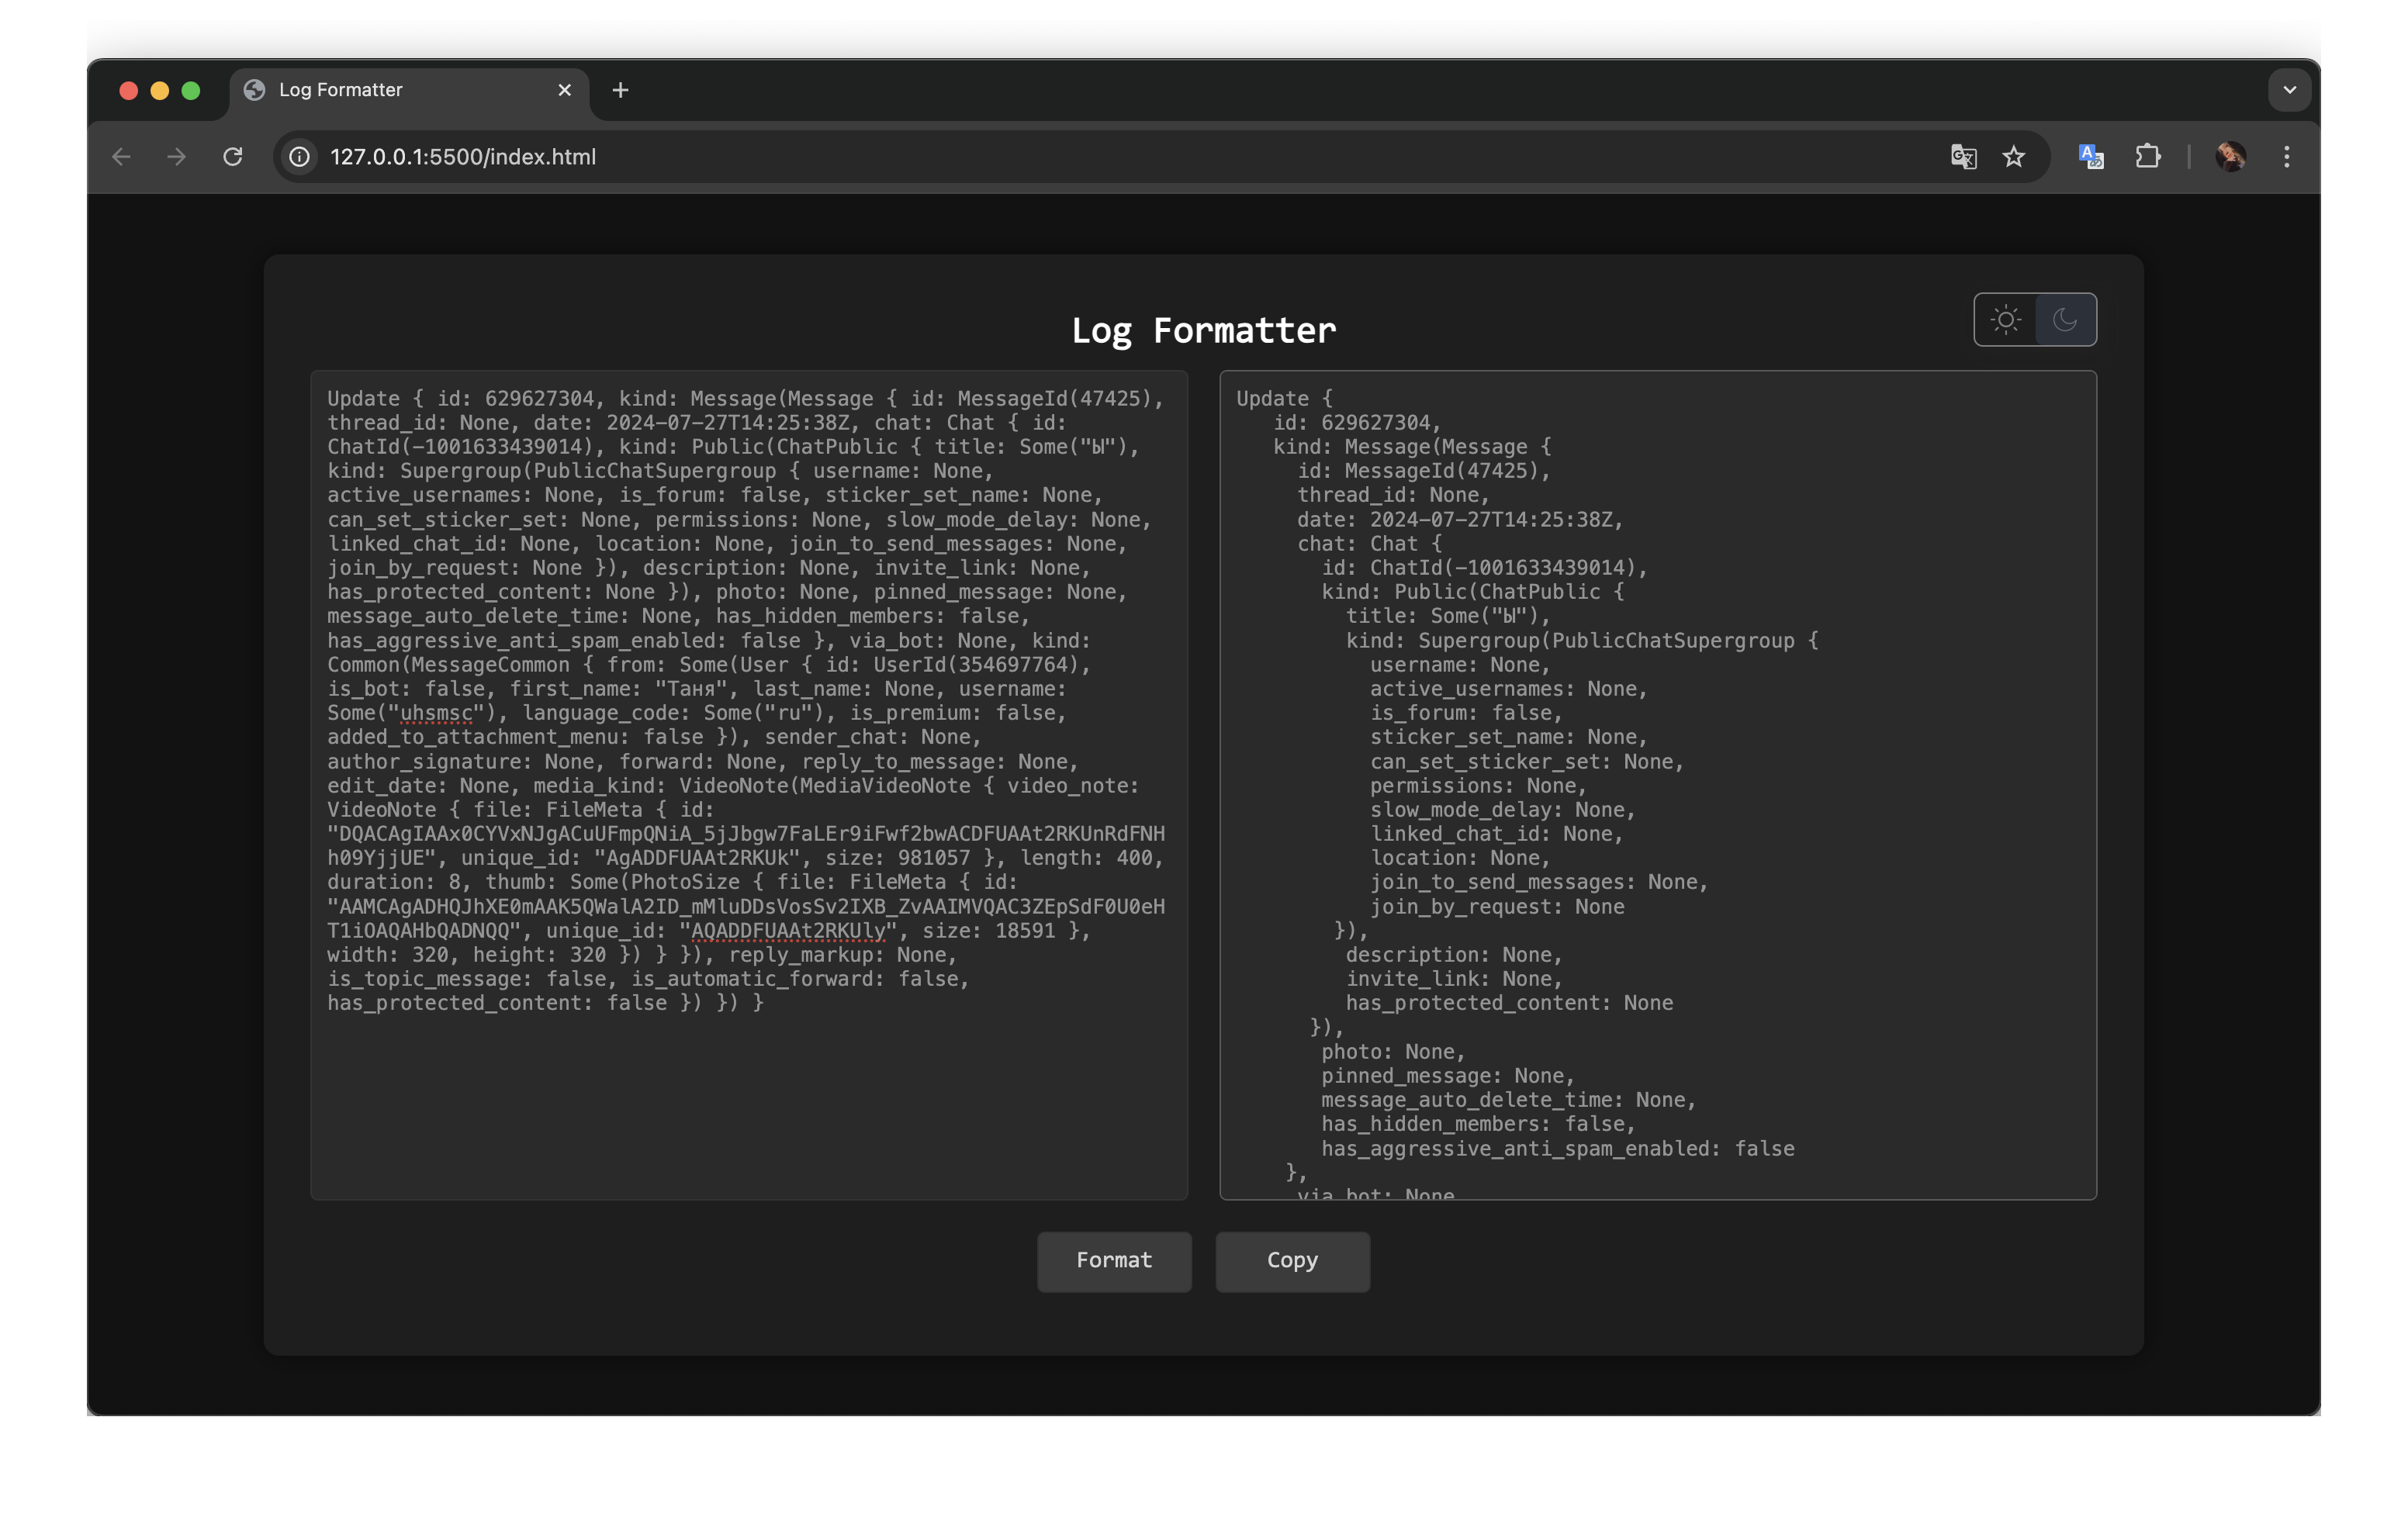 Log Formatter
127.0.0.1:5500/index.html
Log Formatter
Update { id: 629627304, kind: Message(Message { id: MessageId(47425),
thread_id: None, date: 2024-07-27T14:25:38Z, chat: Chat { id:
ChatId(-1001633439014), kind: Public(ChatPublic { title: Some("Ы"),
kind: Supergroup(PublicChatSupergroup { username: None,
active_usernames: None, is_forum: false, sticker_set_name: None,
can_set_sticker_set: None, permissions: None, slow_mode_delay: None,
linked_chat_id: None, location: None, join_to_send_messages: None,
join_by_request: None }), description: None, invite_link: None,
has_protected_content: None }), photo: None, pinned_message: None,
message_auto_delete_time: None, has_hidden_members: false,
has_aggressive_anti_spam_enabled: false }, via_bot: None, kind:
Common(MessageCommon { from: Some(User { id: UserId(354697764),
is_bot: false, first_name: "Таня", last_name: None, username:
Some("uhsmsc"), language_code: Some("ru"), is_premium: false,
added_to_attachment_menu: false }), sender_chat: None,
author_signature: None, forward: None, reply_to_message: None,
edit_date: None, media_kind: VideoNote(MediaVideoNote { video_note:
VideoNote { file: FileMeta { id:
"DQACAgIAAx0CYVxNJgACuUFmpQNiA_5jJbgw7FaLEr9iFwf2bwACDFUAAt2RKUnRdFNH
h09YjjUE", unique_id: "AgADDFUAAt2RKUk", size: 981057 }, length: 400,
duration: 8, thumb: Some(PhotoSize { file: FileMeta { id:
"AAMCAgADHQJhXE0mAAK5QWalA2ID_mMluDDsVosSv2IXB_ZvAAIMVQAC3ZEpSdF0U0eH
T1iOAQAHbQADNQQ", unique_id: "AQADDFUAAt2RKUly", size: 18591 },
width: 320, height: 320 }) } }), reply_markup: None,
is_topic_message: false, is_automatic_forward: false,
has_protected_content: false }) }) }
Update {
id: 629627304,
kind: Message(Message {
id: MessageId(47425),
thread_id: None,
date: 2024-07-27T14:25:38Z,
chat: Chat {
id: ChatId(-1001633439014),
kind: Public(ChatPublic {
title: Some("Ы"),
kind: Supergroup(PublicChatSupergroup {
username: None,
active_usernames: None,
is_forum: false,
sticker_set_name: None,
can_set_sticker_set: None,
permissions: None,
slow_mode_delay: None,
linked_chat_id: None,
location: None,
join_to_send_messages: None,
join_by_request: None
}),
description: None,
invite_link: None,
has_protected_content: None
}),
photo: None,
pinned_message: None,
message_auto_delete_time: None,
has_hidden_members: false,
has_aggressive_anti_spam_enabled: false
},
via_bot: None
Format
Copy